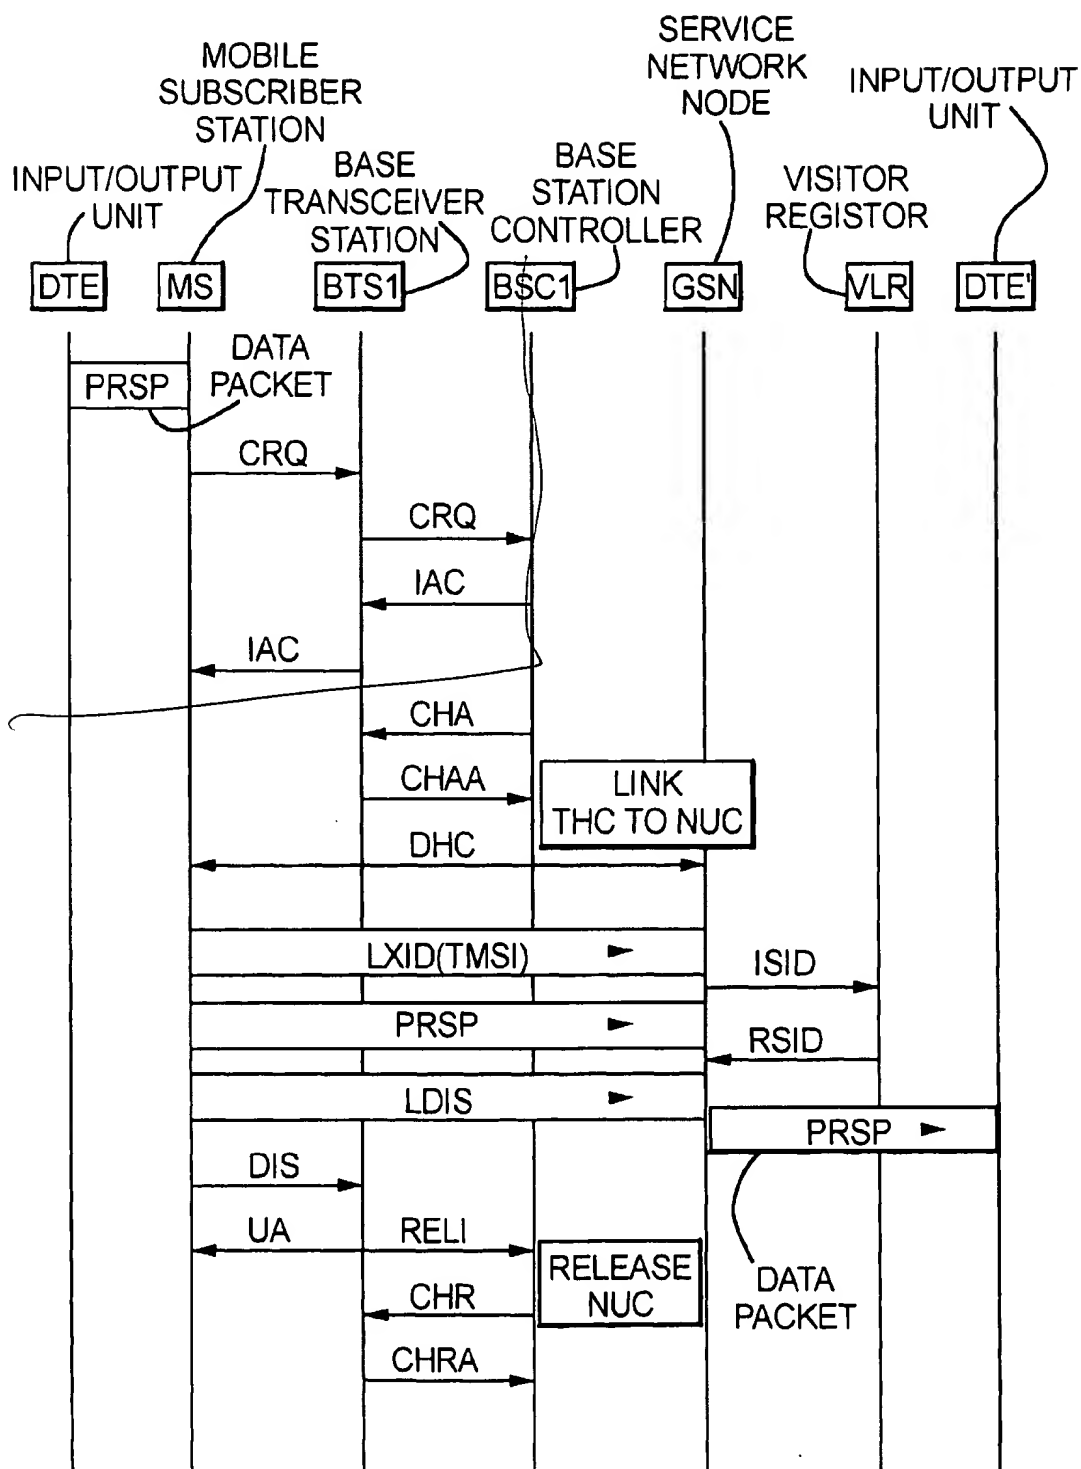 SERVICE
NETWORK
NODE
MOBILE
SUBSCRIBER
STATION
INPUT/OUTPUT
UNIT
INPUT/OUTPUT
UNIT
BASE
TRANSCEIVER
STATION
BASE
STATION
CONTROLLER
VISITOR
REGISTOR
DTE
MS
BTS1
BSC1
GSN
VLR
DTE'
PRSP
DATA
PACKET
CRQ
CRQ
IAC
IAC
CHA
CHAA
LINK
THC TO NUC
DHC
LXID(TMSI)
ISID
PRSP
RSID
LDIS
PRSP
DIS
UA
RELI
RELEASE
NUC
DATA
PACKET
CHR
CHRA